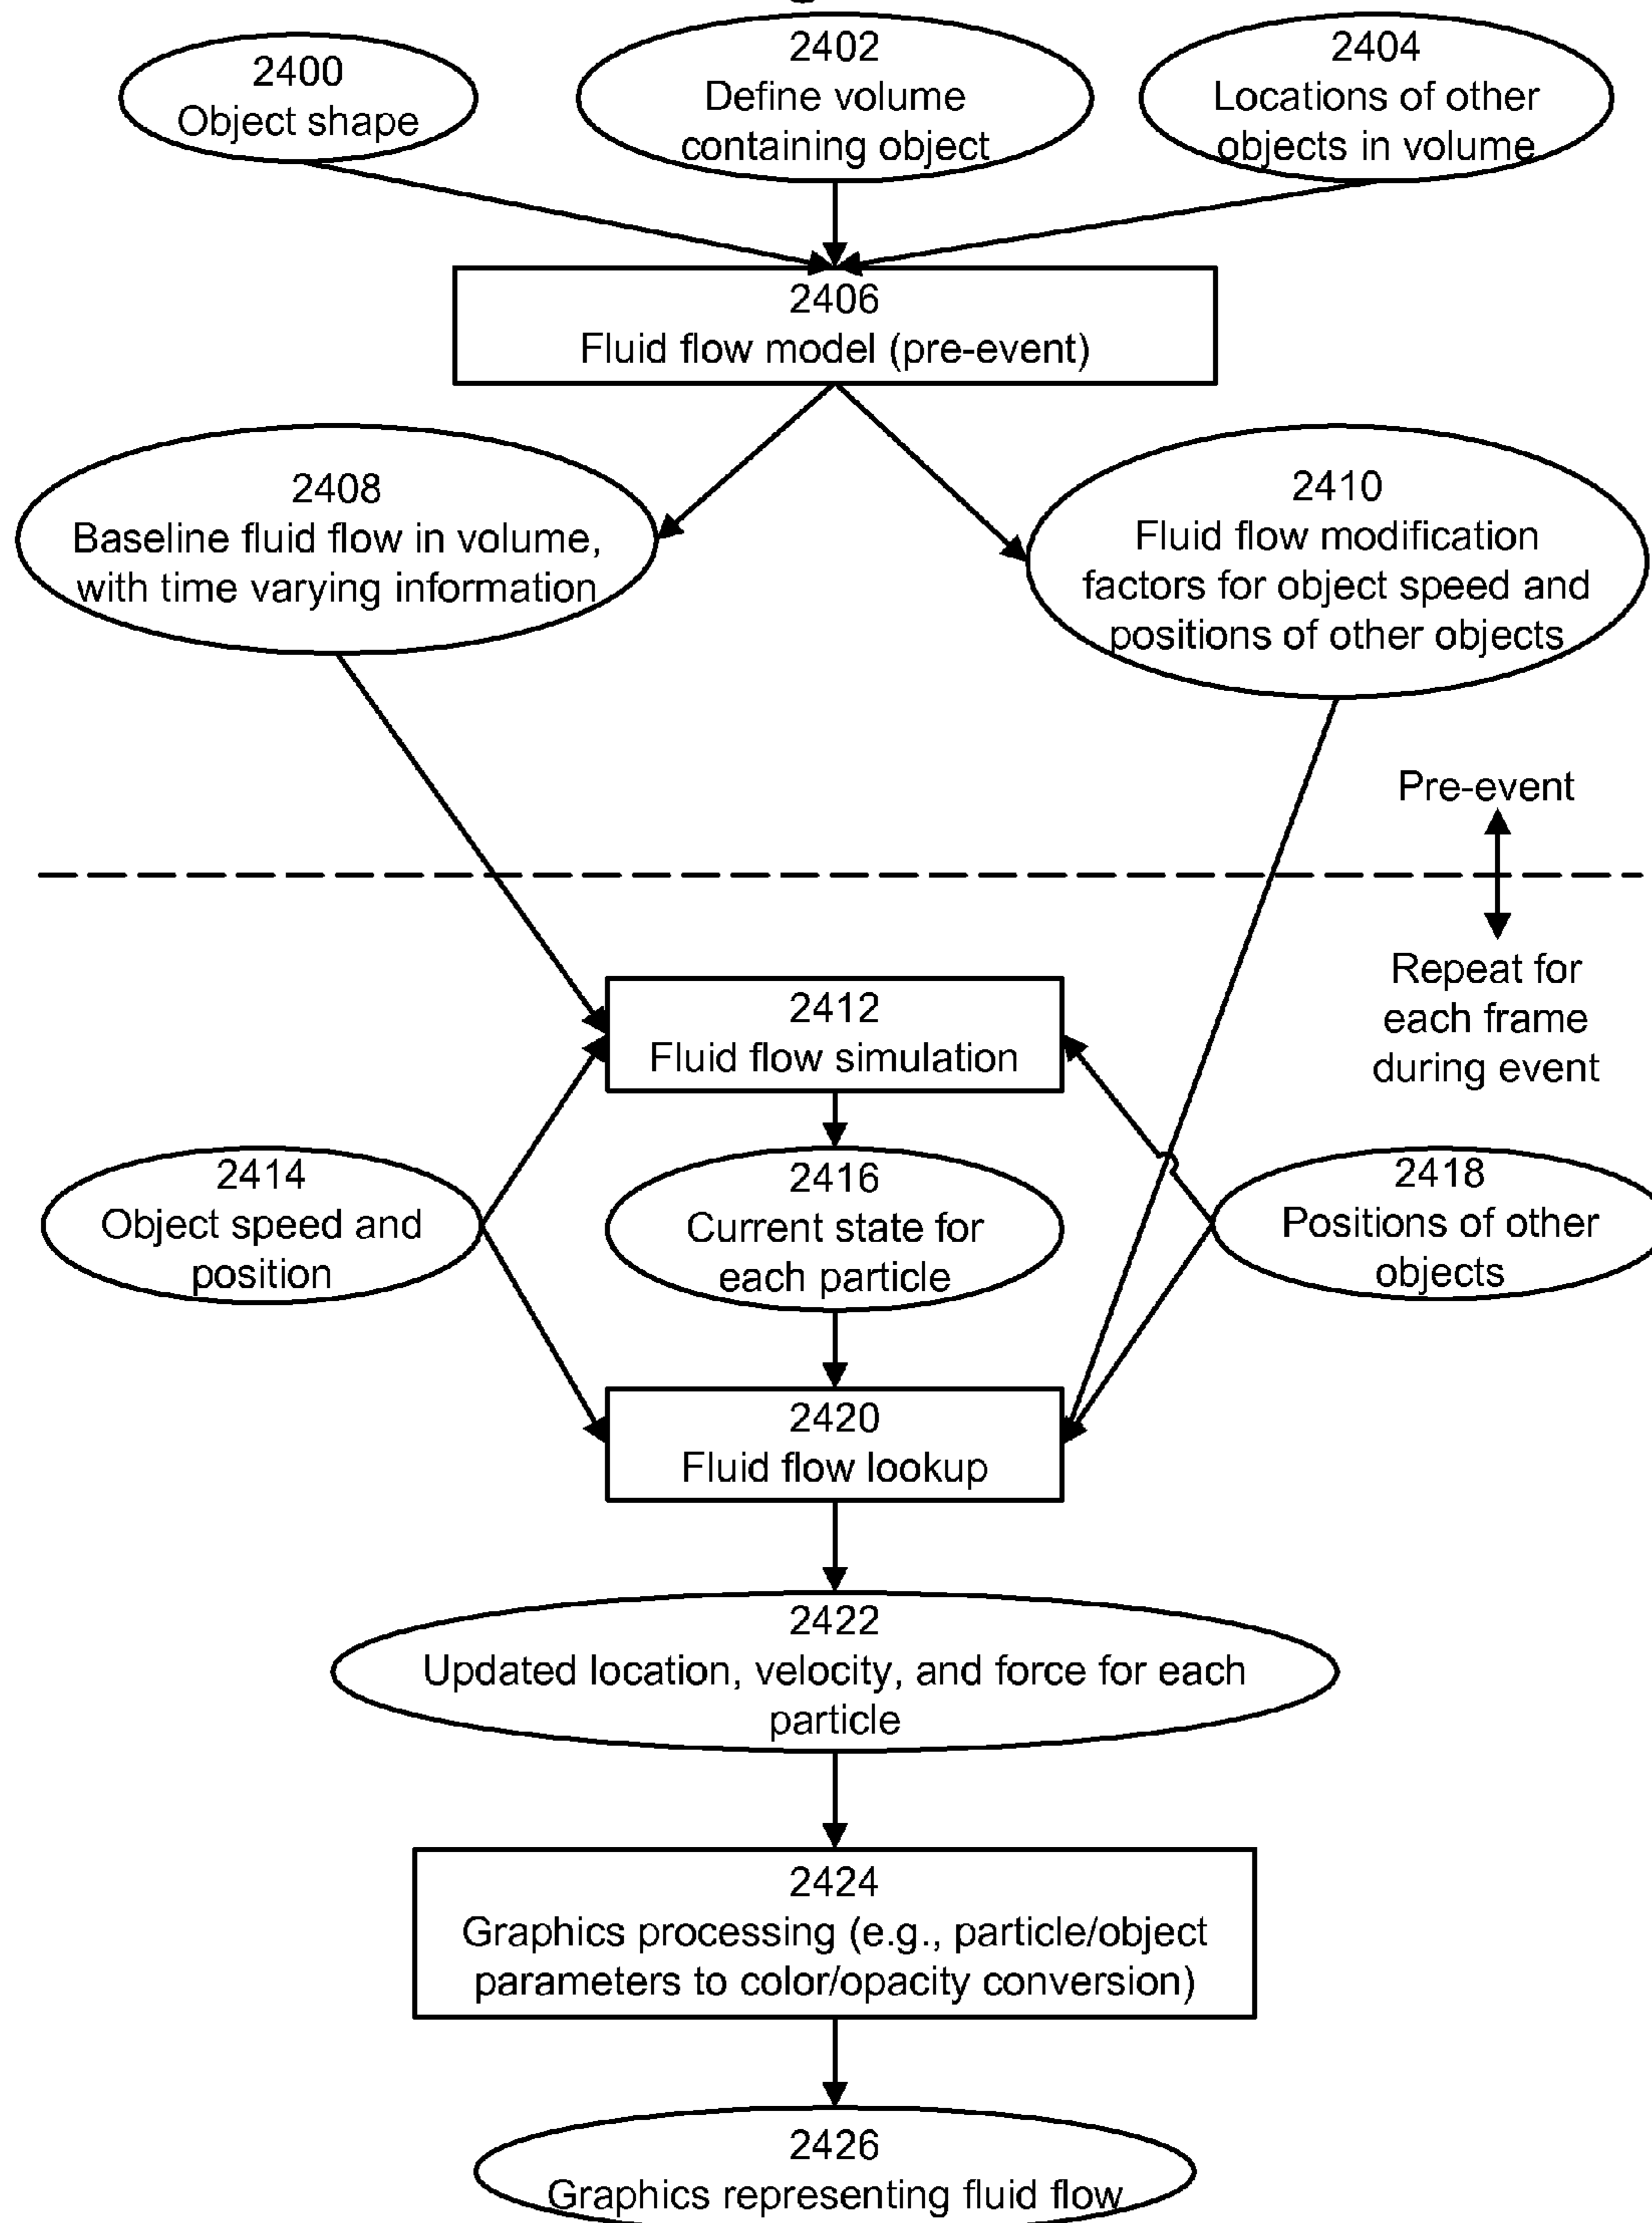 2400
Object shape
2402
Define volume
containing object
2404
Locations of other
objects in volume
2406
Fluid flow model (pre-event)
2408
Baseline fluid flow in volume,
with time varying information
2410
Fluid flow modification
factors for object speed and
positions of other objects
Pre-event
Repeat for
each frame
during event
2412
Fluid flow simulation
2414
Object speed and
position
2416
Current state for
each particle
2418
Positions of other
objects
2420
Fluid flow lookup
2422
Updated location, velocity, and force for each
particle
2424
Graphics processing (e.g., particle/object
parameters to color/opacity conversion)
2426
Graphics representing fluid flow